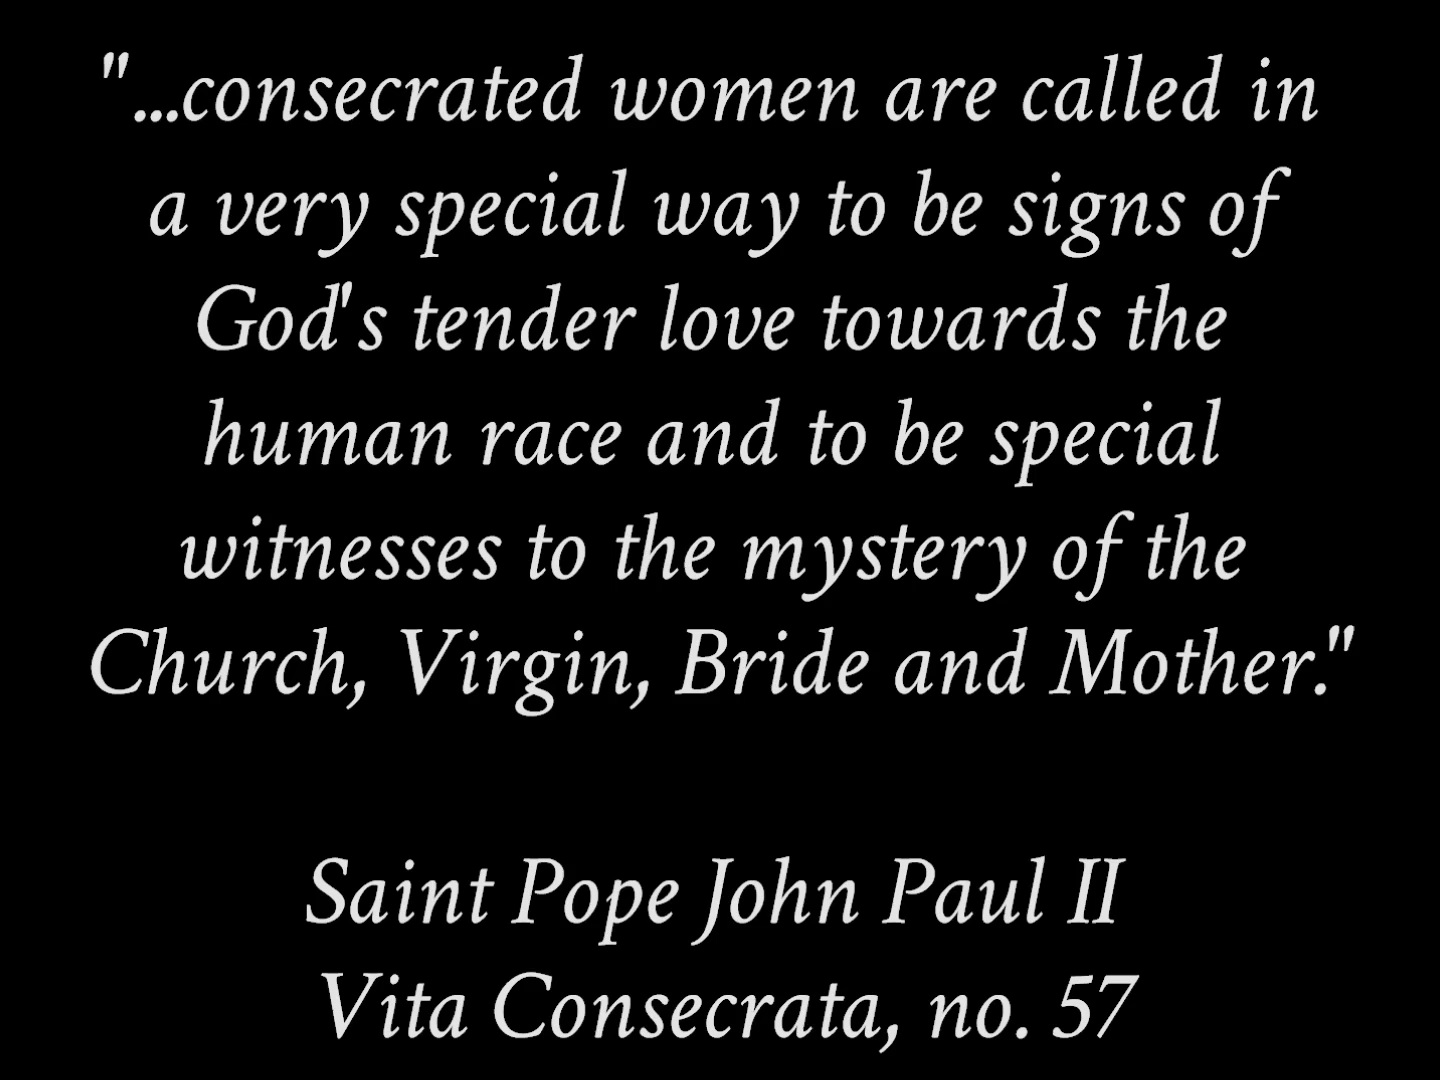 "...consecrated women are called in
a very special way to be signs of
God's tender love towards the
human race and to be special
witnesses to the mystery of the
Church, Virgin, Bride and Mother."
Saint Pope John Paul II
Vita Consecrata, no. 57